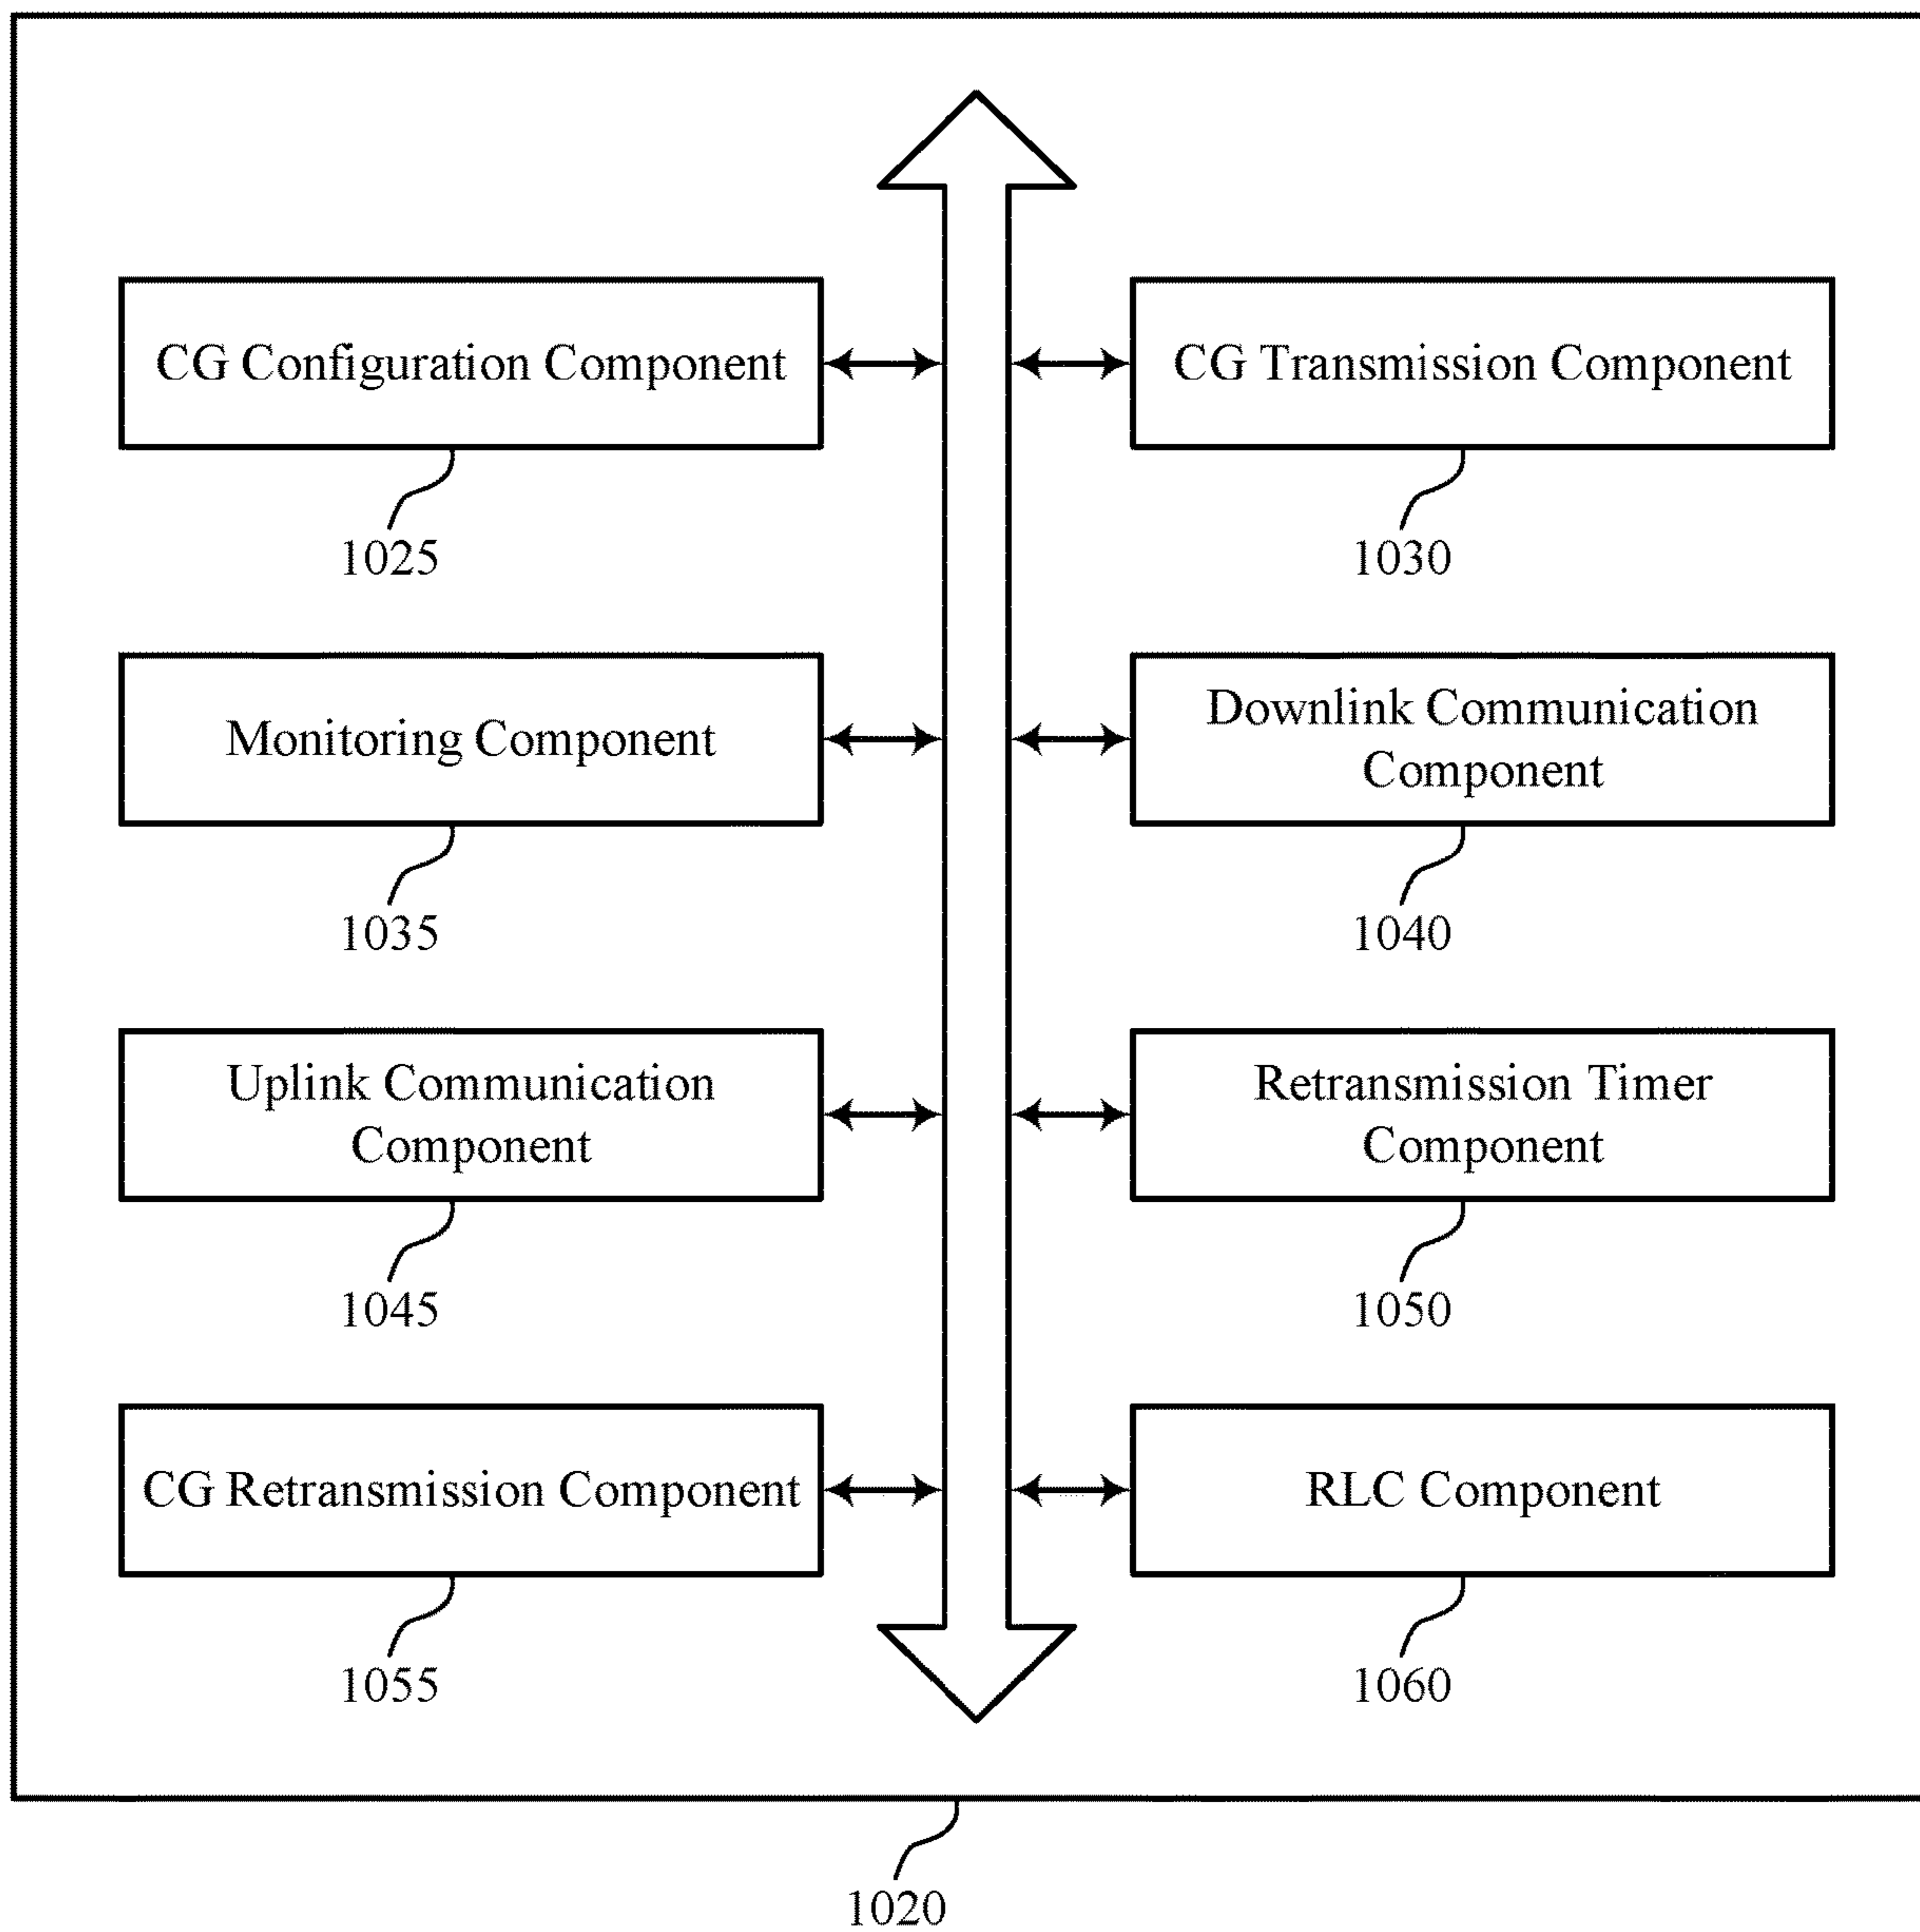 CG Configuration Component
CG Transmission Component
1025
1030
Monitoring Component
Downlink Communication
Component
1035
1040
Uplink Communication
Component
Retransmission Timer
Component
1045
1050
CG Retransmission Component
RLC Component
1055
1060
1020